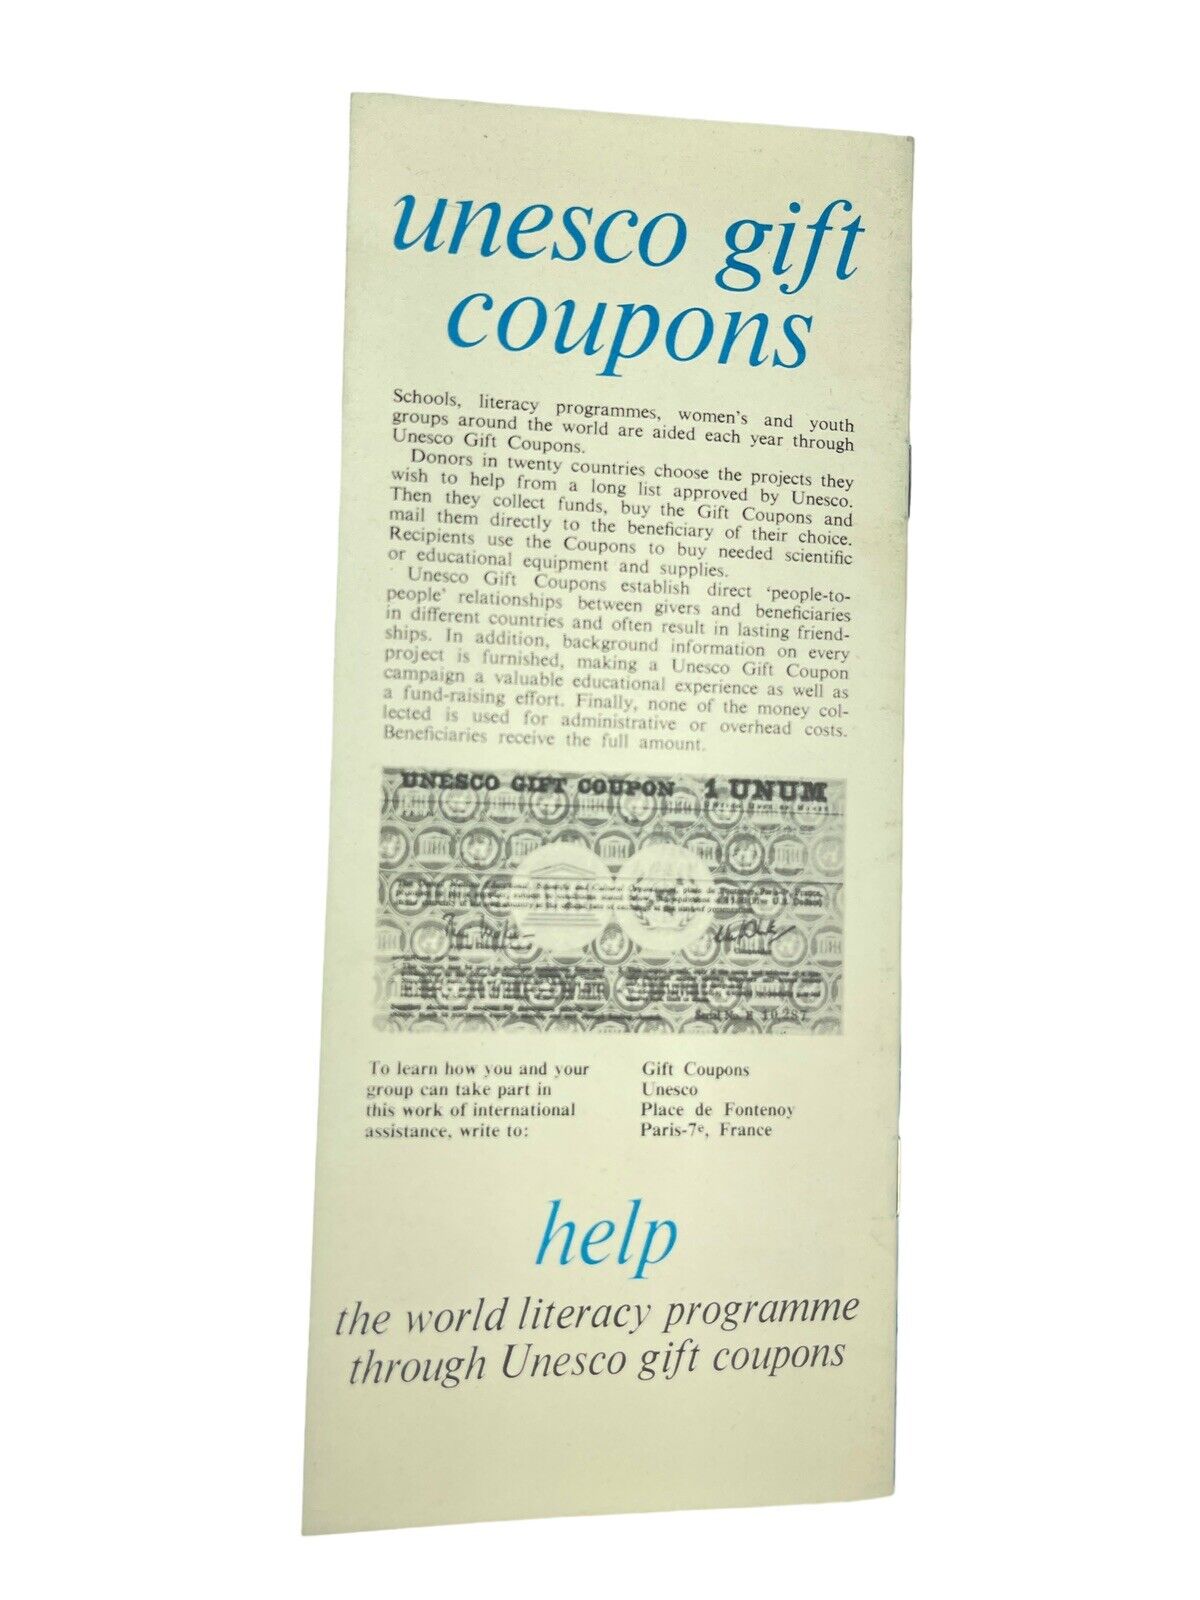 unesco gift
coupons
Schools, literacy programmes, women's and youth
groups around the world are aided each year through
Unesco Gift Coupons.
Donors in twenty countries choose the projects they
wish to help from a long list approved by Unesco.
Then they collect funds, buy the Gift Coupons and
mail them directly to the beneficiary of their choice.
Recipients use the Coupons to buy needed scientific
or educational equipment and supplies.
Unesco Gift Coupons establish direct ‘people-to-
people’ relationships between givers and beneficiaries
in different countries and often result in lasting friend-
ships. In addition, background information on every
project is furnished, making a Unesco Gift Coupon
campaign a valuable educational experience as well as
a fund-raising effort. Finally, none of the money col-
lected is used for administrative or overhead costs.
Beneficiaries receive the full amount.
UNESCO GIFT COUPON 1 UNUM
Serial No. E 10,287
To learn how you and your
group can take part in
this work of international
assistance, write to:
Gift Coupons
Unesco
Place de Fontenoy
Paris-7e, France
help
the world literacy programme
through Unesco gift coupons